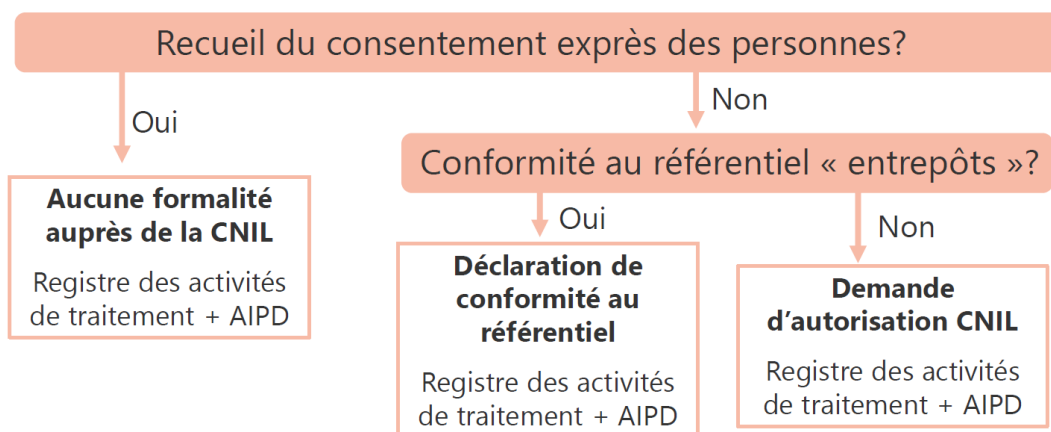 Recueil du consentement exprès des personnes?
Oui
Non
Conformité au référentiel « entrepôts »?
Aucune formalité
auprès de la CNIL
Registre des activités
de traitement + AIPD
Oui
Non
Déclaration de
conformité au
référentiel
Registre des activités
de traitement + AIPD
Demande
d'autorisation CNIL
Registre des activités
de traitement + AIPD